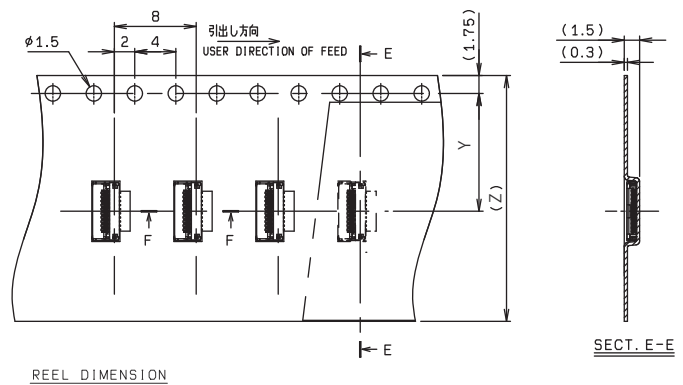 8
φ1.5
2
4
引出し方向
USER DIRECTION OF FEED
E
(1.75)
(1.5)
(0.3)
Y
(Z)
F
F
E
SECT. E-E
REEL DIMENSION